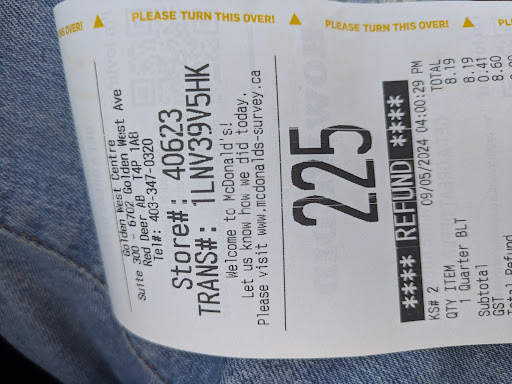 PLEASE TURN THIS OVER!
PLEASE TURN THIS OVER!
Golden West Centre
Suite 300 - 6702 Golden West Ave
Red Deer AB T4P 1A8
Tel#: 403-347-0320
Store#: 40623
TRANS#: 1LNV39V5HK
Welcome to McDonald's!
Let us know how we did today.
Please visit www.mcdonalds-survey.ca
225
**** REFUND ****
KS# 2 09/05/2024 04:00:29 PM
QTY ITEM TOTAL
1 Quarter BLT 8.19
Subtotal 8.19
GST 0.41
Total Refund 8.60